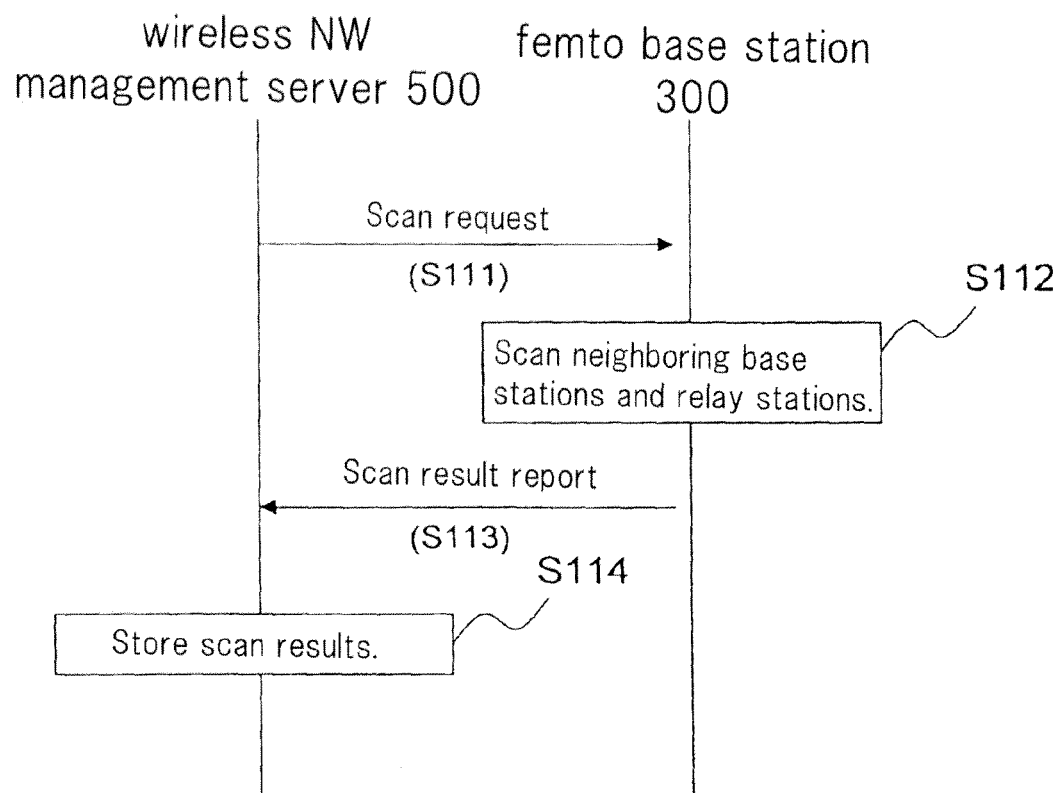 wireless NW
management server 500
femto base station
300
Scan request
(S111)
S112
Scan neighboring base
stations and relay stations.
Scan result report
(S113)
S114
Store scan results.